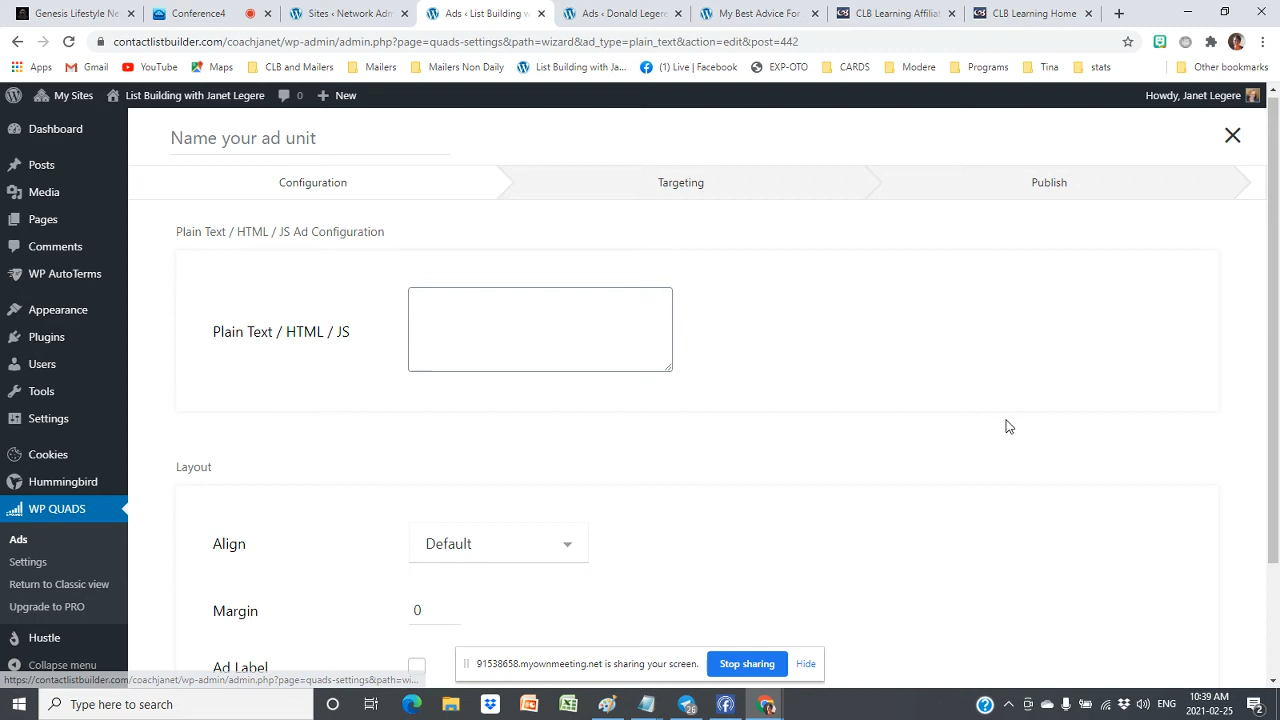 Genesis Lifestyle Ne
Conference4
Sites ‹ Network Adm
Ads ‹ List Building w
Ads ‹ Donald Legere
My Best Advice For
CLB Learning Affiliat
CLB Learning Home
contactlistbuilder.com/coachjanet/wp-admin/admin.php?page=quads-settings&path=wizard&ad_type=plain_text&action=edit&post=442
Apps
Gmail
YouTube
Maps
CLB and Mailers
Mailers
Mailers Non Daily
List Building with Ja...
(1) Live | Facebook
EXP-OTO
CARDS
Modere
Programs
Tina
stats
Other bookmarks
My Sites
List Building with Janet Legere
0
New
Howdy, Janet Legere
Dashboard
Posts
Media
Pages
Comments
WP AutoTerms
Appearance
Plugins
Users
Tools
Settings
Cookies
Hummingbird
WP QUADS
Ads
Settings
Return to Classic view
Upgrade to PRO
Hustle
Collapse menu
Name your ad unit
Configuration
Targeting
Publish
Plain Text / HTML / JS Ad Configuration
Plain Text / HTML / JS
Layout
Align
Default
Margin
0
Ad Label
91538658.myownmeeting.net is sharing your screen.
Stop sharing
Hide
https://contactlistbuilder.com/coachjanet/wp-admin/admin.php?page=quads-settings&path=wi...
Type here to search
26
ENG
10:39 AM
2021-02-25
2